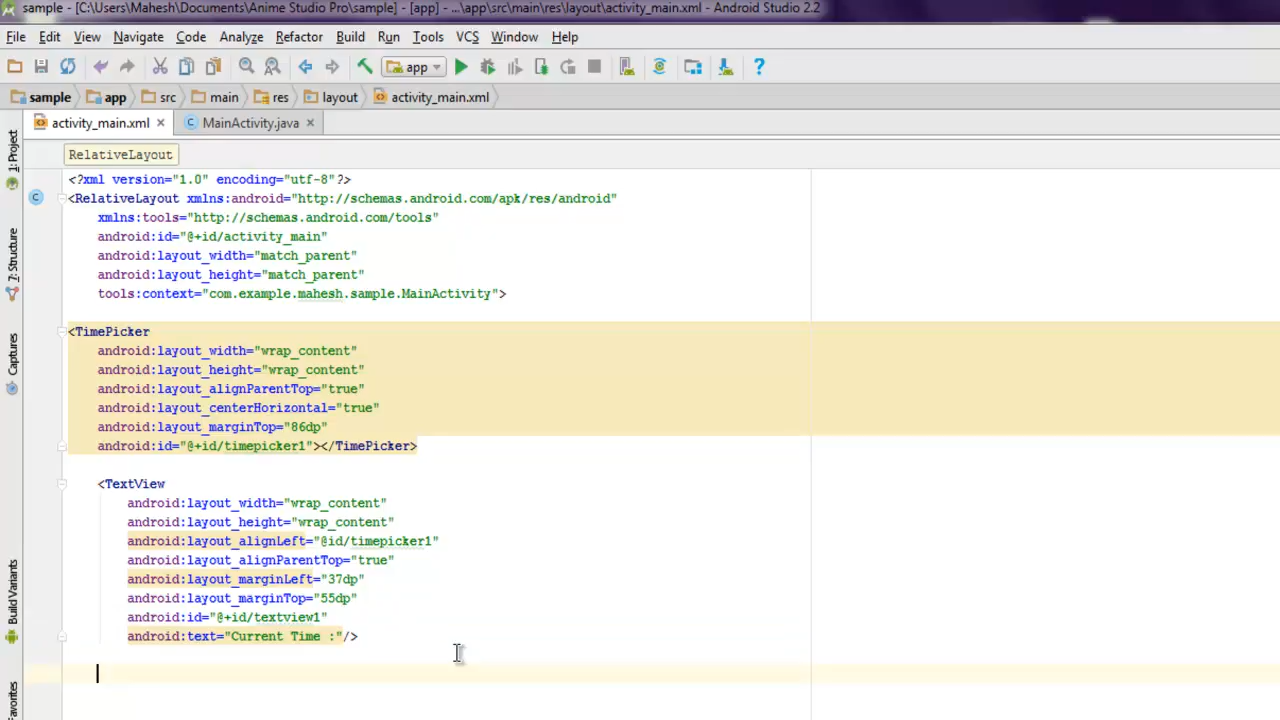 sample - [C:\Users\Mahesh\Documents\Anime Studio Pro\sample] - [app] - ...\app\src\main\res\layout\activity_main.xml - Android Studio 2.2
File Edit View Navigate Code Analyze Refactor Build Run Tools VCS Window Help
app
sample app src main res layout activity_main.xml
activity_main.xml MainActivity.java
RelativeLayout
1: Project
7: Structure
Captures
Build Variants
Favorites
<?xml version="1.0" encoding="utf-8"?>
<RelativeLayout xmlns:android="http://schemas.android.com/apk/res/android"
xmlns:tools="http://schemas.android.com/tools"
android:id="@+id/activity_main"
android:layout_width="match_parent"
android:layout_height="match_parent"
tools:context="com.example.mahesh.sample.MainActivity">
<TimePicker
android:layout_width="wrap_content"
android:layout_height="wrap_content"
android:layout_alignParentTop="true"
android:layout_centerHorizontal="true"
android:layout_marginTop="86dp"
android:id="@+id/timepicker1"></TimePicker>
<TextView
android:layout_width="wrap_content"
android:layout_height="wrap_content"
android:layout_alignLeft="@id/timepicker1"
android:layout_alignParentTop="true"
android:layout_marginLeft="37dp"
android:layout_marginTop="55dp"
android:id="@+id/textview1"
android:text="Current Time :"/>